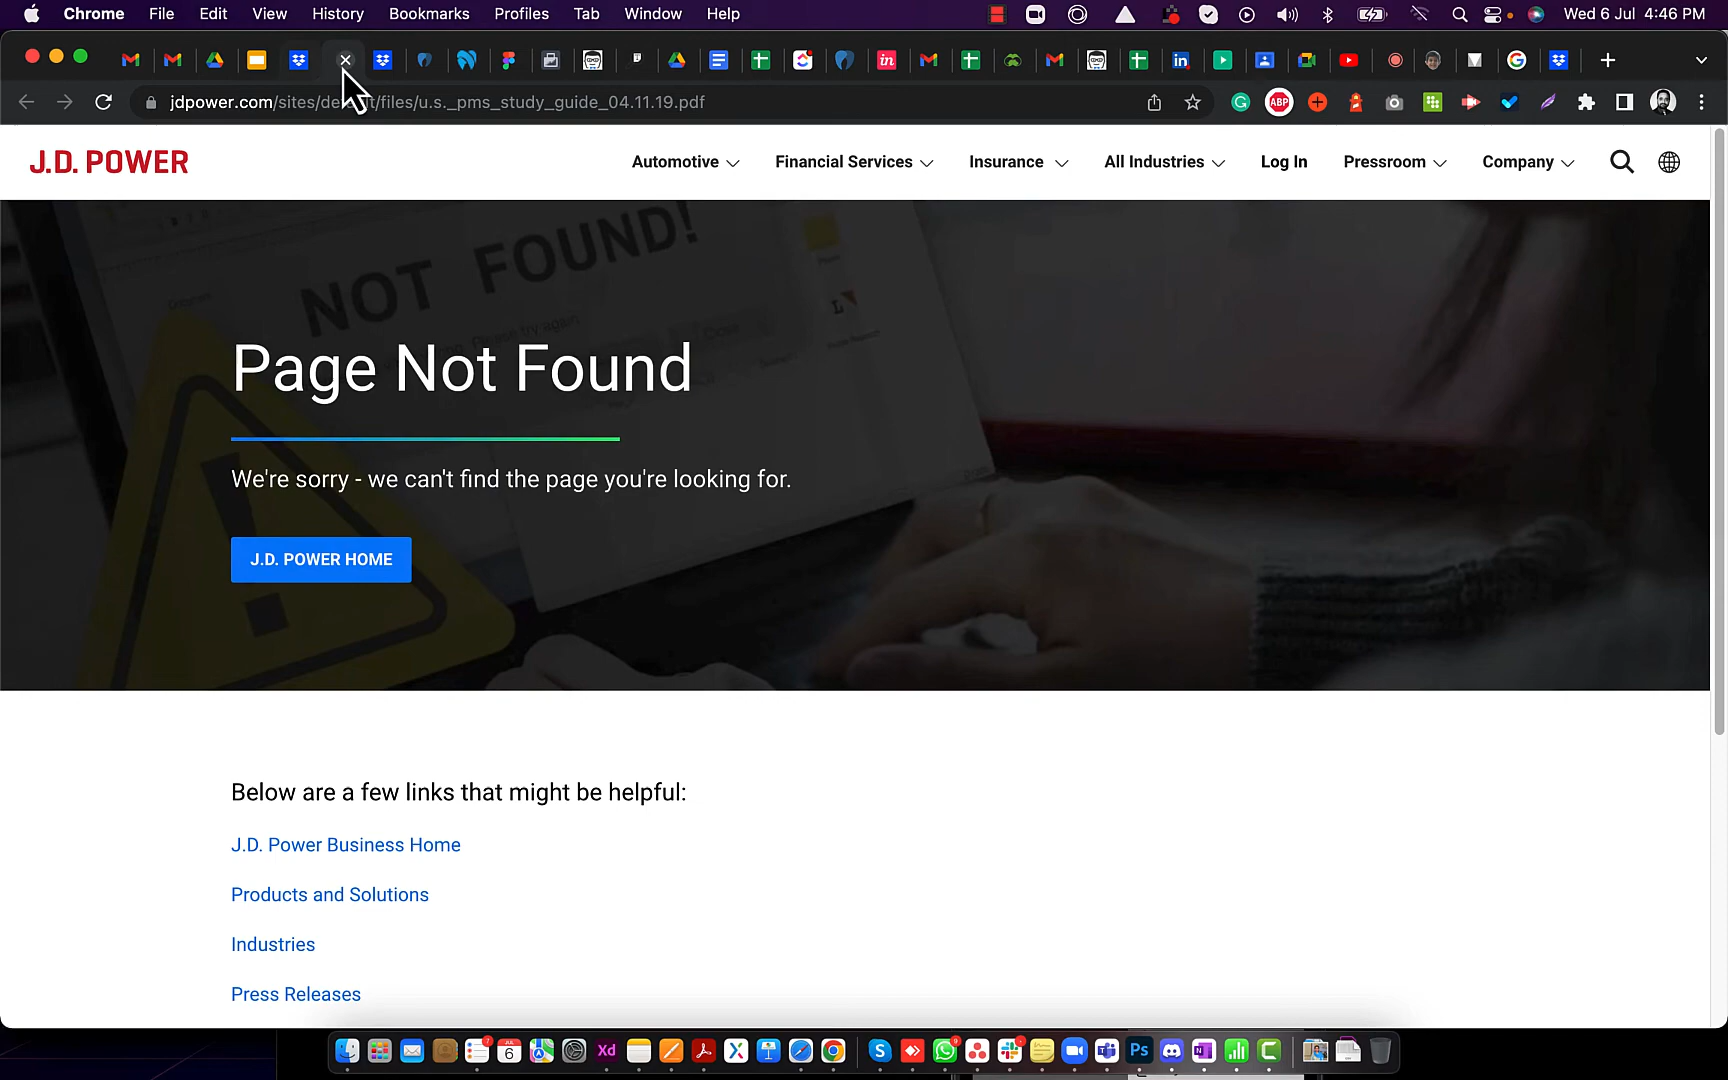 Chrome File Edit View History Bookmarks Profiles Tab Window Help Wed 6 Jul 4:46 PM
jdpower.com/sites/de t/files/u.s._pms_study_guide_04.11.19.pdf
J.D. POWER Automotive Financial Services Insurance All Industries Log In Pressroom Company
NOT FOUND!
Page Not Found
We're sorry - we can't find the page you're looking for.
J.D. POWER HOME
Below are a few links that might be helpful:
J.D. Power Business Home
Products and Solutions
Industries
Press Releases